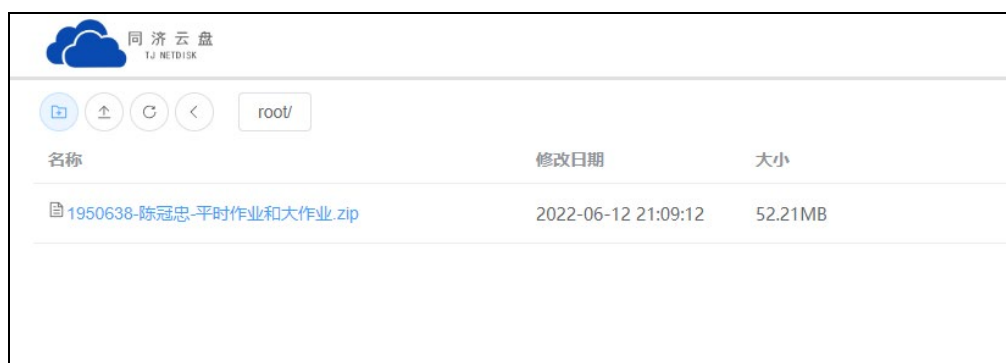 同济云盘
TJ NETDISK
root/
名称 修改日期 大小
1950638-陈冠忠-平时作业和大作业.zip 2022-06-12 21:09:12 52.21MB